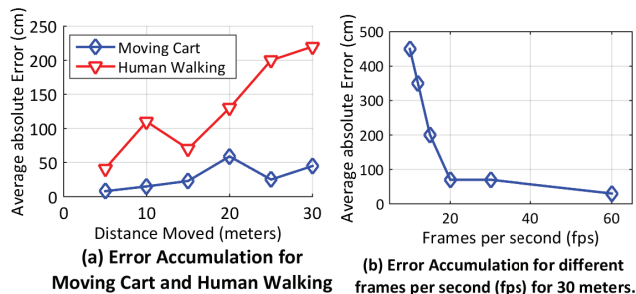 Average absolute Error (cm)
250
200
150
100
50
0
Moving Cart
Human Walking
0
10
20
30
Distance Moved (meters)
(a) Error Accumulation for
Moving Cart and Human Walking
Average absolute Error (cm)
500
400
300
200
100
0
20
40
60
Frames per second (fps)
(b) Error Accumulation for different
frames per second (fps) for 30 meters.